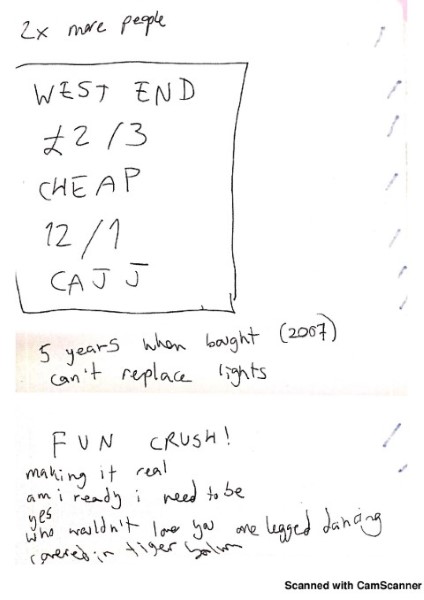 2x more people
WEST END
£2/3
CHEAP
12/1
CAJJ
5 years when bought (2007)
can't replace lights
FUN CRUSH!
making it real
am i ready i need to be
yes
who wouldn't love you one legged dancing
covered in tiger balm
Scanned with CamScanner